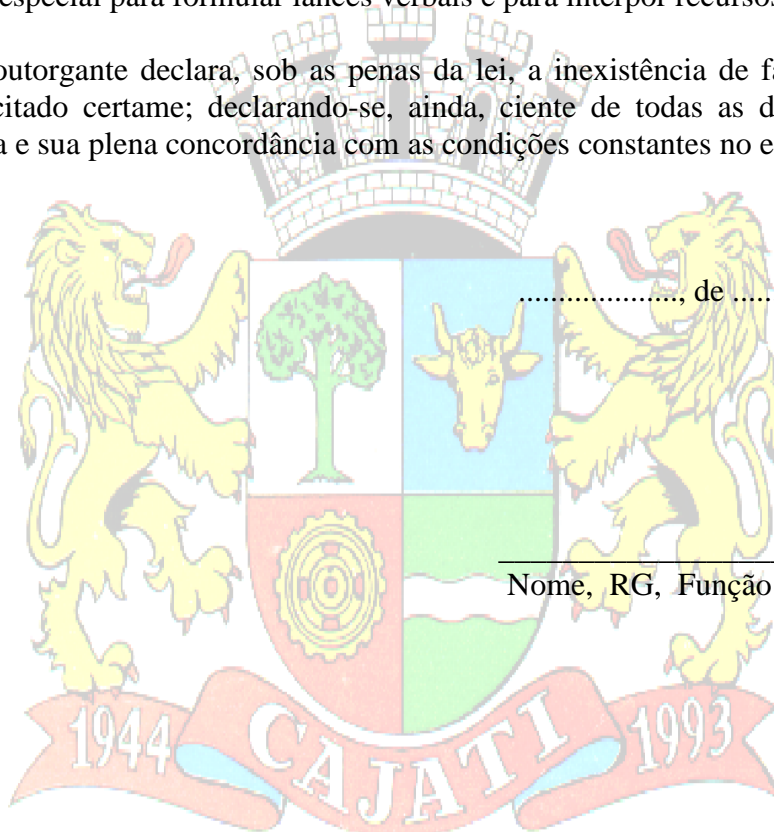 especial para formular lances verbais e para interpor recursos
outorgante declara, sob as penas da lei, a inexistência de
citado certame; declarando-se, ainda, ciente de todas as
e sua plena concordância com as condições constantes no
...................., de .....
Nome, RG, Função
1944 CAJATI 1993